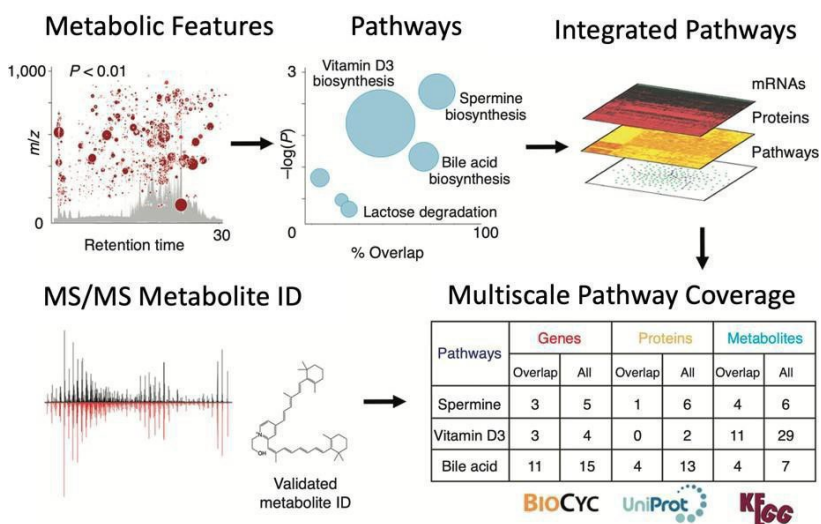 Metabolic Features
1,000
P < 0.01
m/z
0
Retention time
30
Pathways
3
Vitamin D3
biosynthesis
Spermine
biosynthesis
Bile acid
biosynthesis
Lactose degradation
–log(P)
0
100
% Overlap
Integrated Pathways
mRNAs
Proteins
Pathways
MS/MS Metabolite ID
N
OH
Validated
metabolite ID
Multiscale Pathway Coverage
Pathways Genes Proteins Metabolites
Overlap All Overlap All Overlap All
Spermine 3 5 1 6 4 6
Vitamin D3 3 4 0 2 11 29
Bile acid 11 15 4 13 4 7
BIOCYC UniProt KEGG